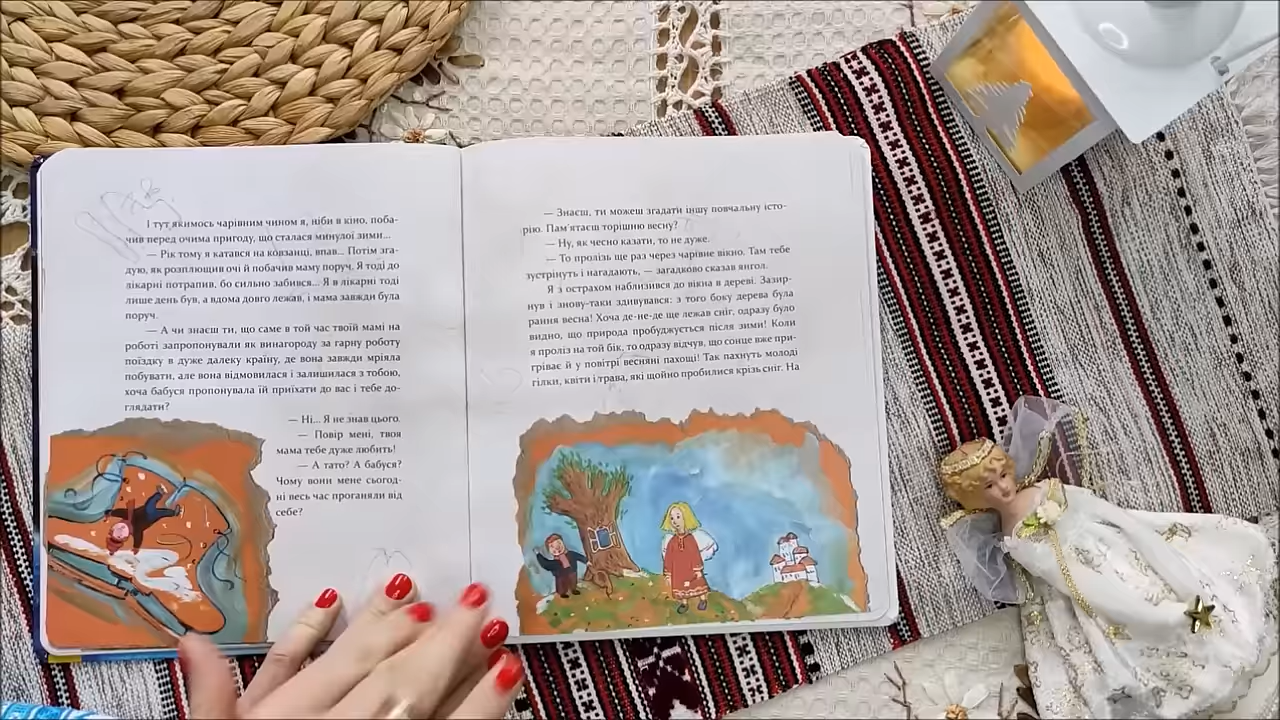 І тут якимось чарівним чином я, ніби в кіно, поба-
чив перед очима пригоду, що сталася минулої зими...
— Рік тому я катався на ковзанці, впав... Потім зга-
дую, як розплющив очі й побачив маму поруч. Я тоді до
лікарні потрапив, бо сильно забився... Я в лікарні тоді
лише день був, а вдома довго лежав, і мама завжди була
поруч.
— А чи знаєш ти, що саме в той час твоїй мамі на
роботі запропонували як винагороду за гарну роботу
поїздку в дуже далеку країну, де вона завжди мріяла
побувати, але вона відмовилася і залишилася з тобою,
хоча бабуся пропонувала їй приїхати до вас і тебе до-
глядати?
— Ні... Я не знав цього.
— Повір мені, твоя
мама тебе дуже любить!
— А тато? А бабуся?
Чому вони мене сьогод-
ні весь час проганяли від
себе?
— Знаєш, ти можеш згадати іншу повчальну істо-
рію. Пам'ятаєш торішню весну?
— Ну, як чесно казати, то не дуже.
— То пролізь ще раз через чарівне вікно. Там тебе
зустрінуть і нагадають, — загадково сказав янгол.
Я з острахом наблизився до вікна в дереві. Зазир-
нув і знову-таки здивувався: з того боку дерева була
рання весна! Хоча де-не-де ще лежав сніг, одразу було
видно, що природа пробуджується після зими! Коли
я проліз на той бік, то одразу відчув, що сонце вже при-
гріває й у повітрі весняні пахощі! Так пахнуть молоді
гілки, квіти і трава, які щойно пробилися крізь сніг. На